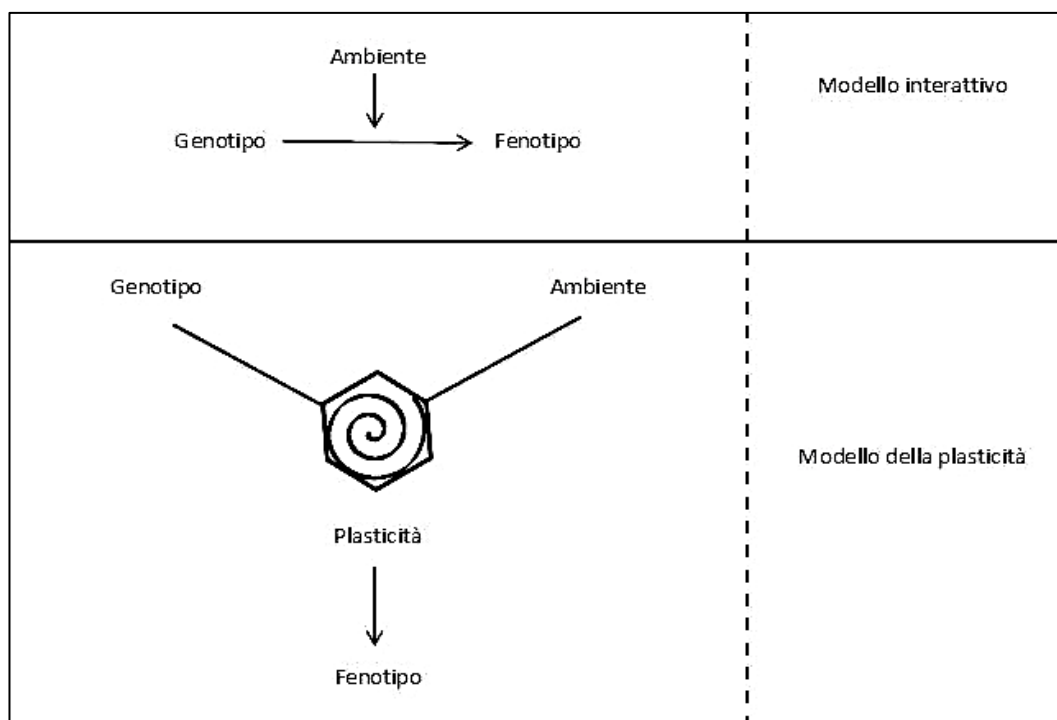 Ambiente
Modello interattivo
Genotipo
Fenotipo
Genotipo
Ambiente
Modello della plasticità
Plasticità
Fenotipo